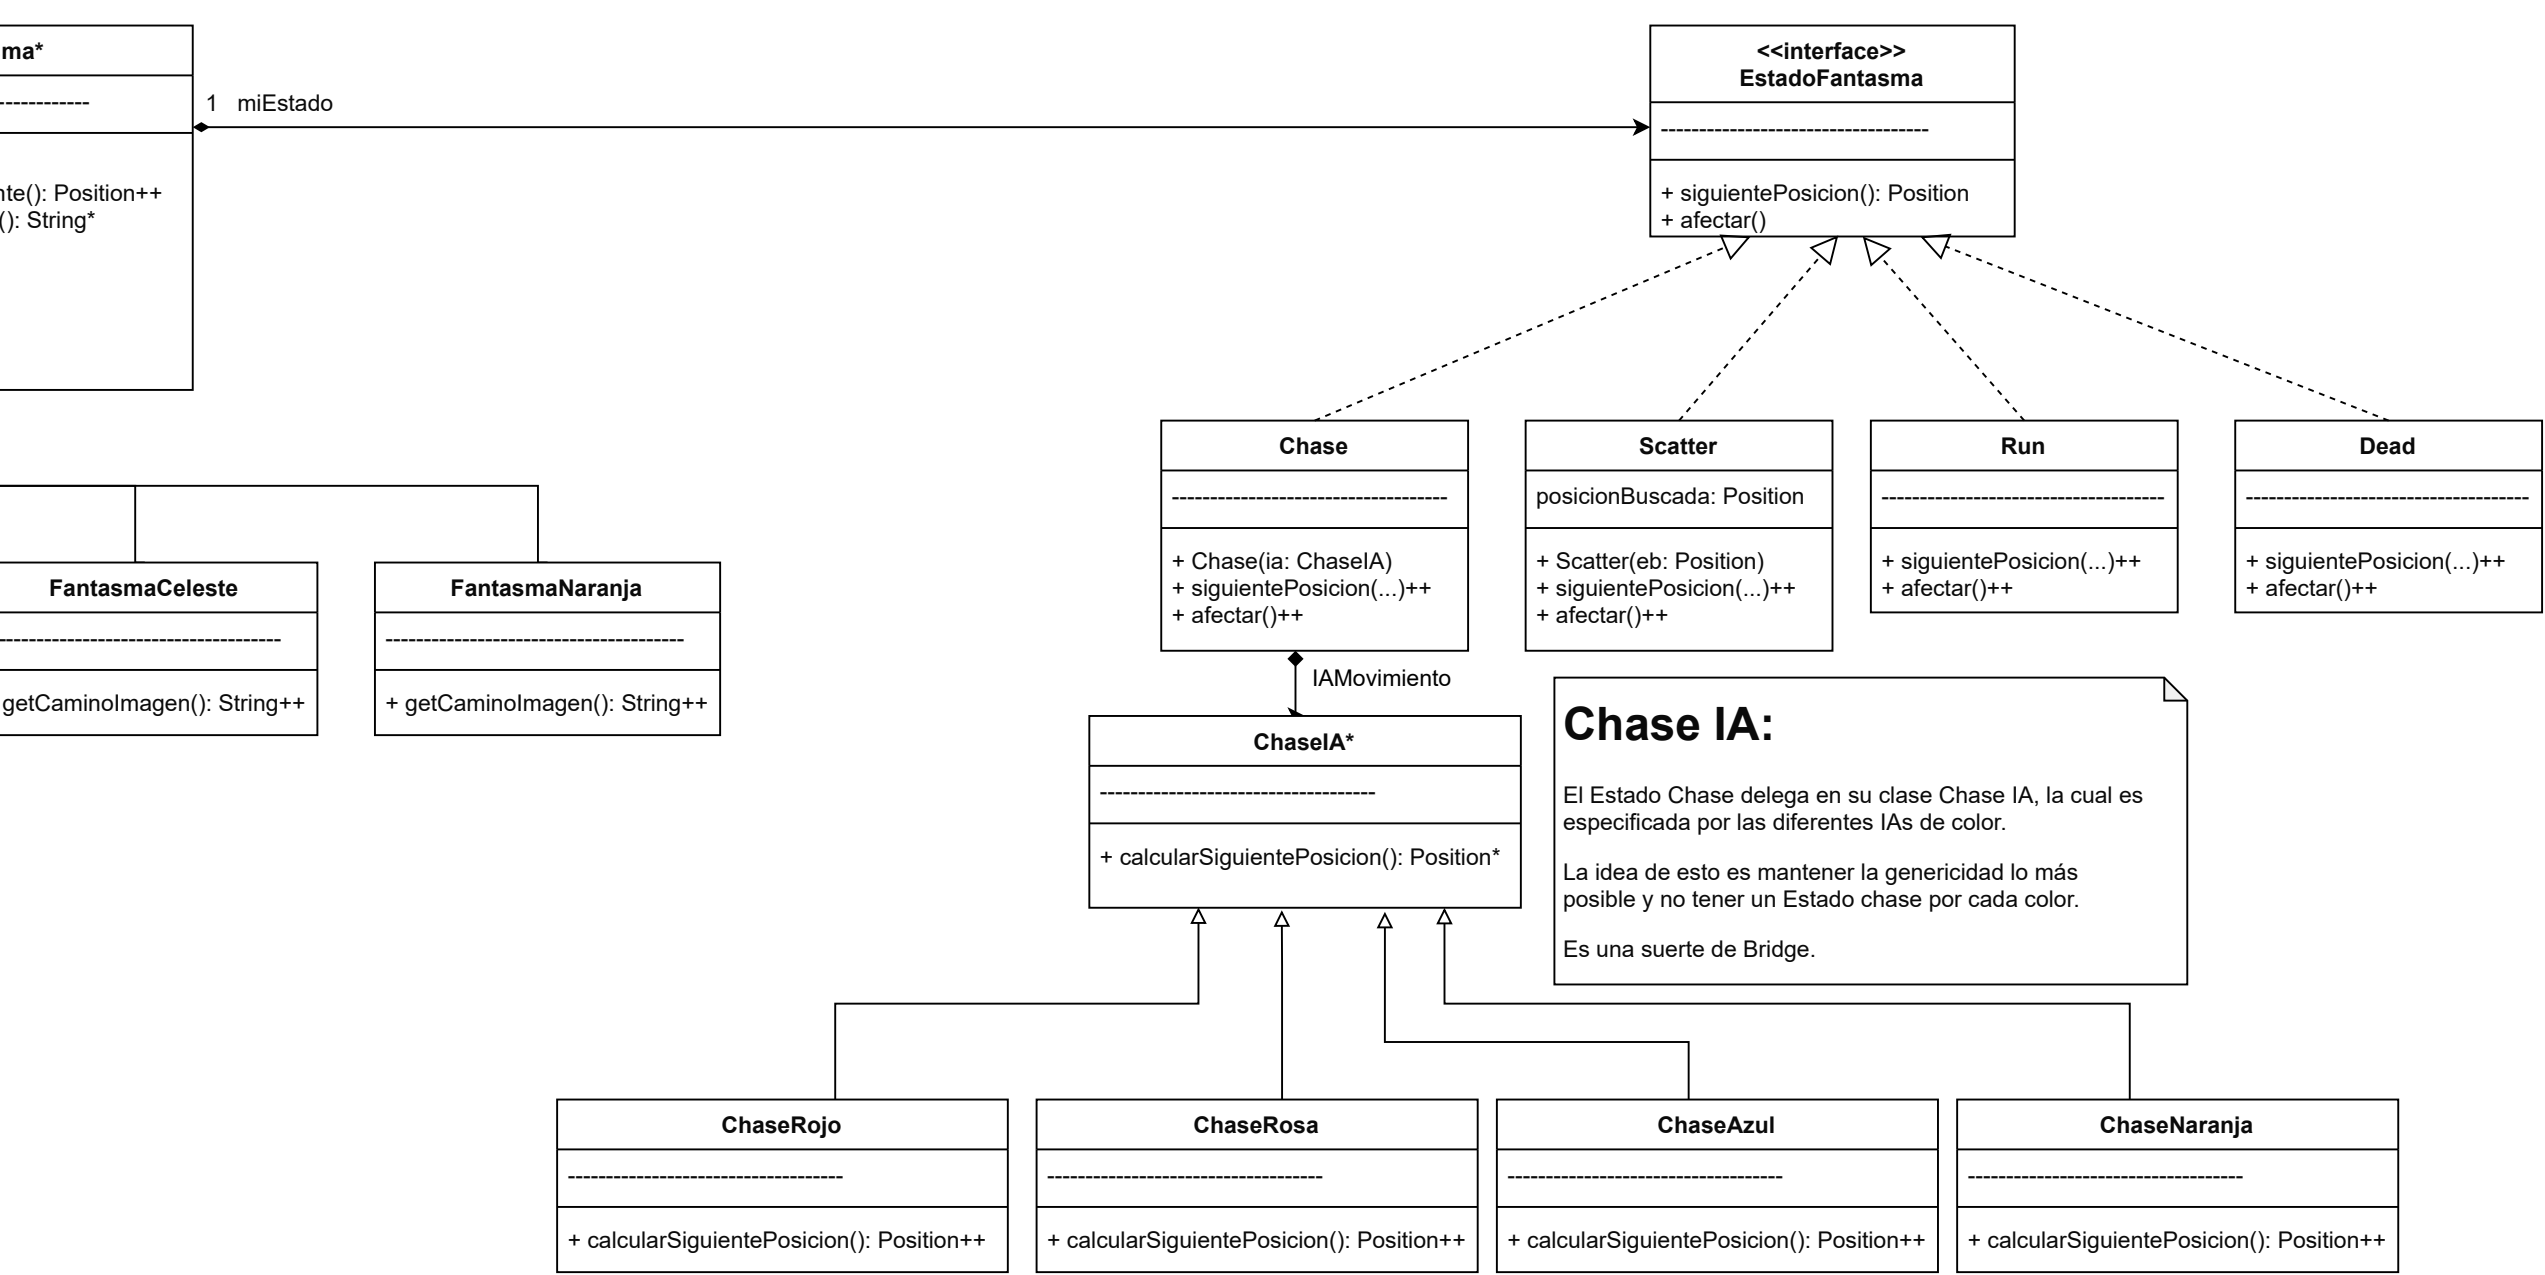 ma*
-------------
nte(): Position++
(): String*
1 miEstado
<<interface>>
EstadoFantasma
-----------------------------------
+ siguientePosicion(): Position
+ afectar()
Chase
------------------------------------
+ Chase(ia: ChaseIA)
+ siguientePosicion(...)++
+ afectar()++
Scatter
posicionBuscada: Position
+ Scatter(eb: Position)
+ siguientePosicion(...)++
+ afectar()++
Run
-------------------------------------
+ siguientePosicion(...)++
+ afectar()++
Dead
-------------------------------------
+ siguientePosicion(...)++
+ afectar()++
FantasmaCeleste
-------------------------------------
getCaminoImagen(): String++
FantasmaNaranja
---------------------------------------
+ getCaminoImagen(): String++
IAMovimiento
ChaseIA*
------------------------------------
+ calcularSiguientePosicion(): Position*
Chase IA:
El Estado Chase delega en su clase Chase IA, la cual es
especificada por las diferentes IAs de color.
La idea de esto es mantener la genericidad lo más
posible y no tener un Estado chase por cada color.
Es una suerte de Bridge.
ChaseRojo
------------------------------------
+ calcularSiguientePosicion(): Position++
ChaseRosa
------------------------------------
+ calcularSiguientePosicion(): Position++
ChaseAzul
------------------------------------
+ calcularSiguientePosicion(): Position++
ChaseNaranja
------------------------------------
+ calcularSiguientePosicion(): Position++